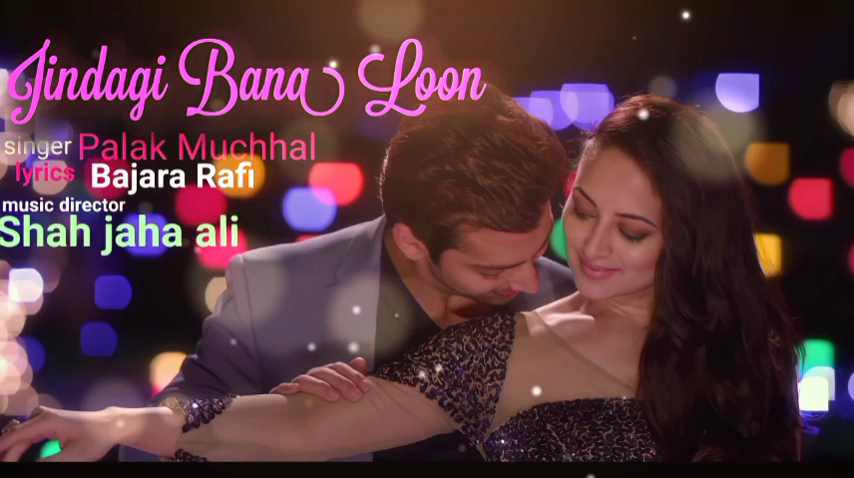 Jindagi Bana Loon
singer Palak Muchhal
lyrics Bajara Rafi
music director
Shah jaha ali